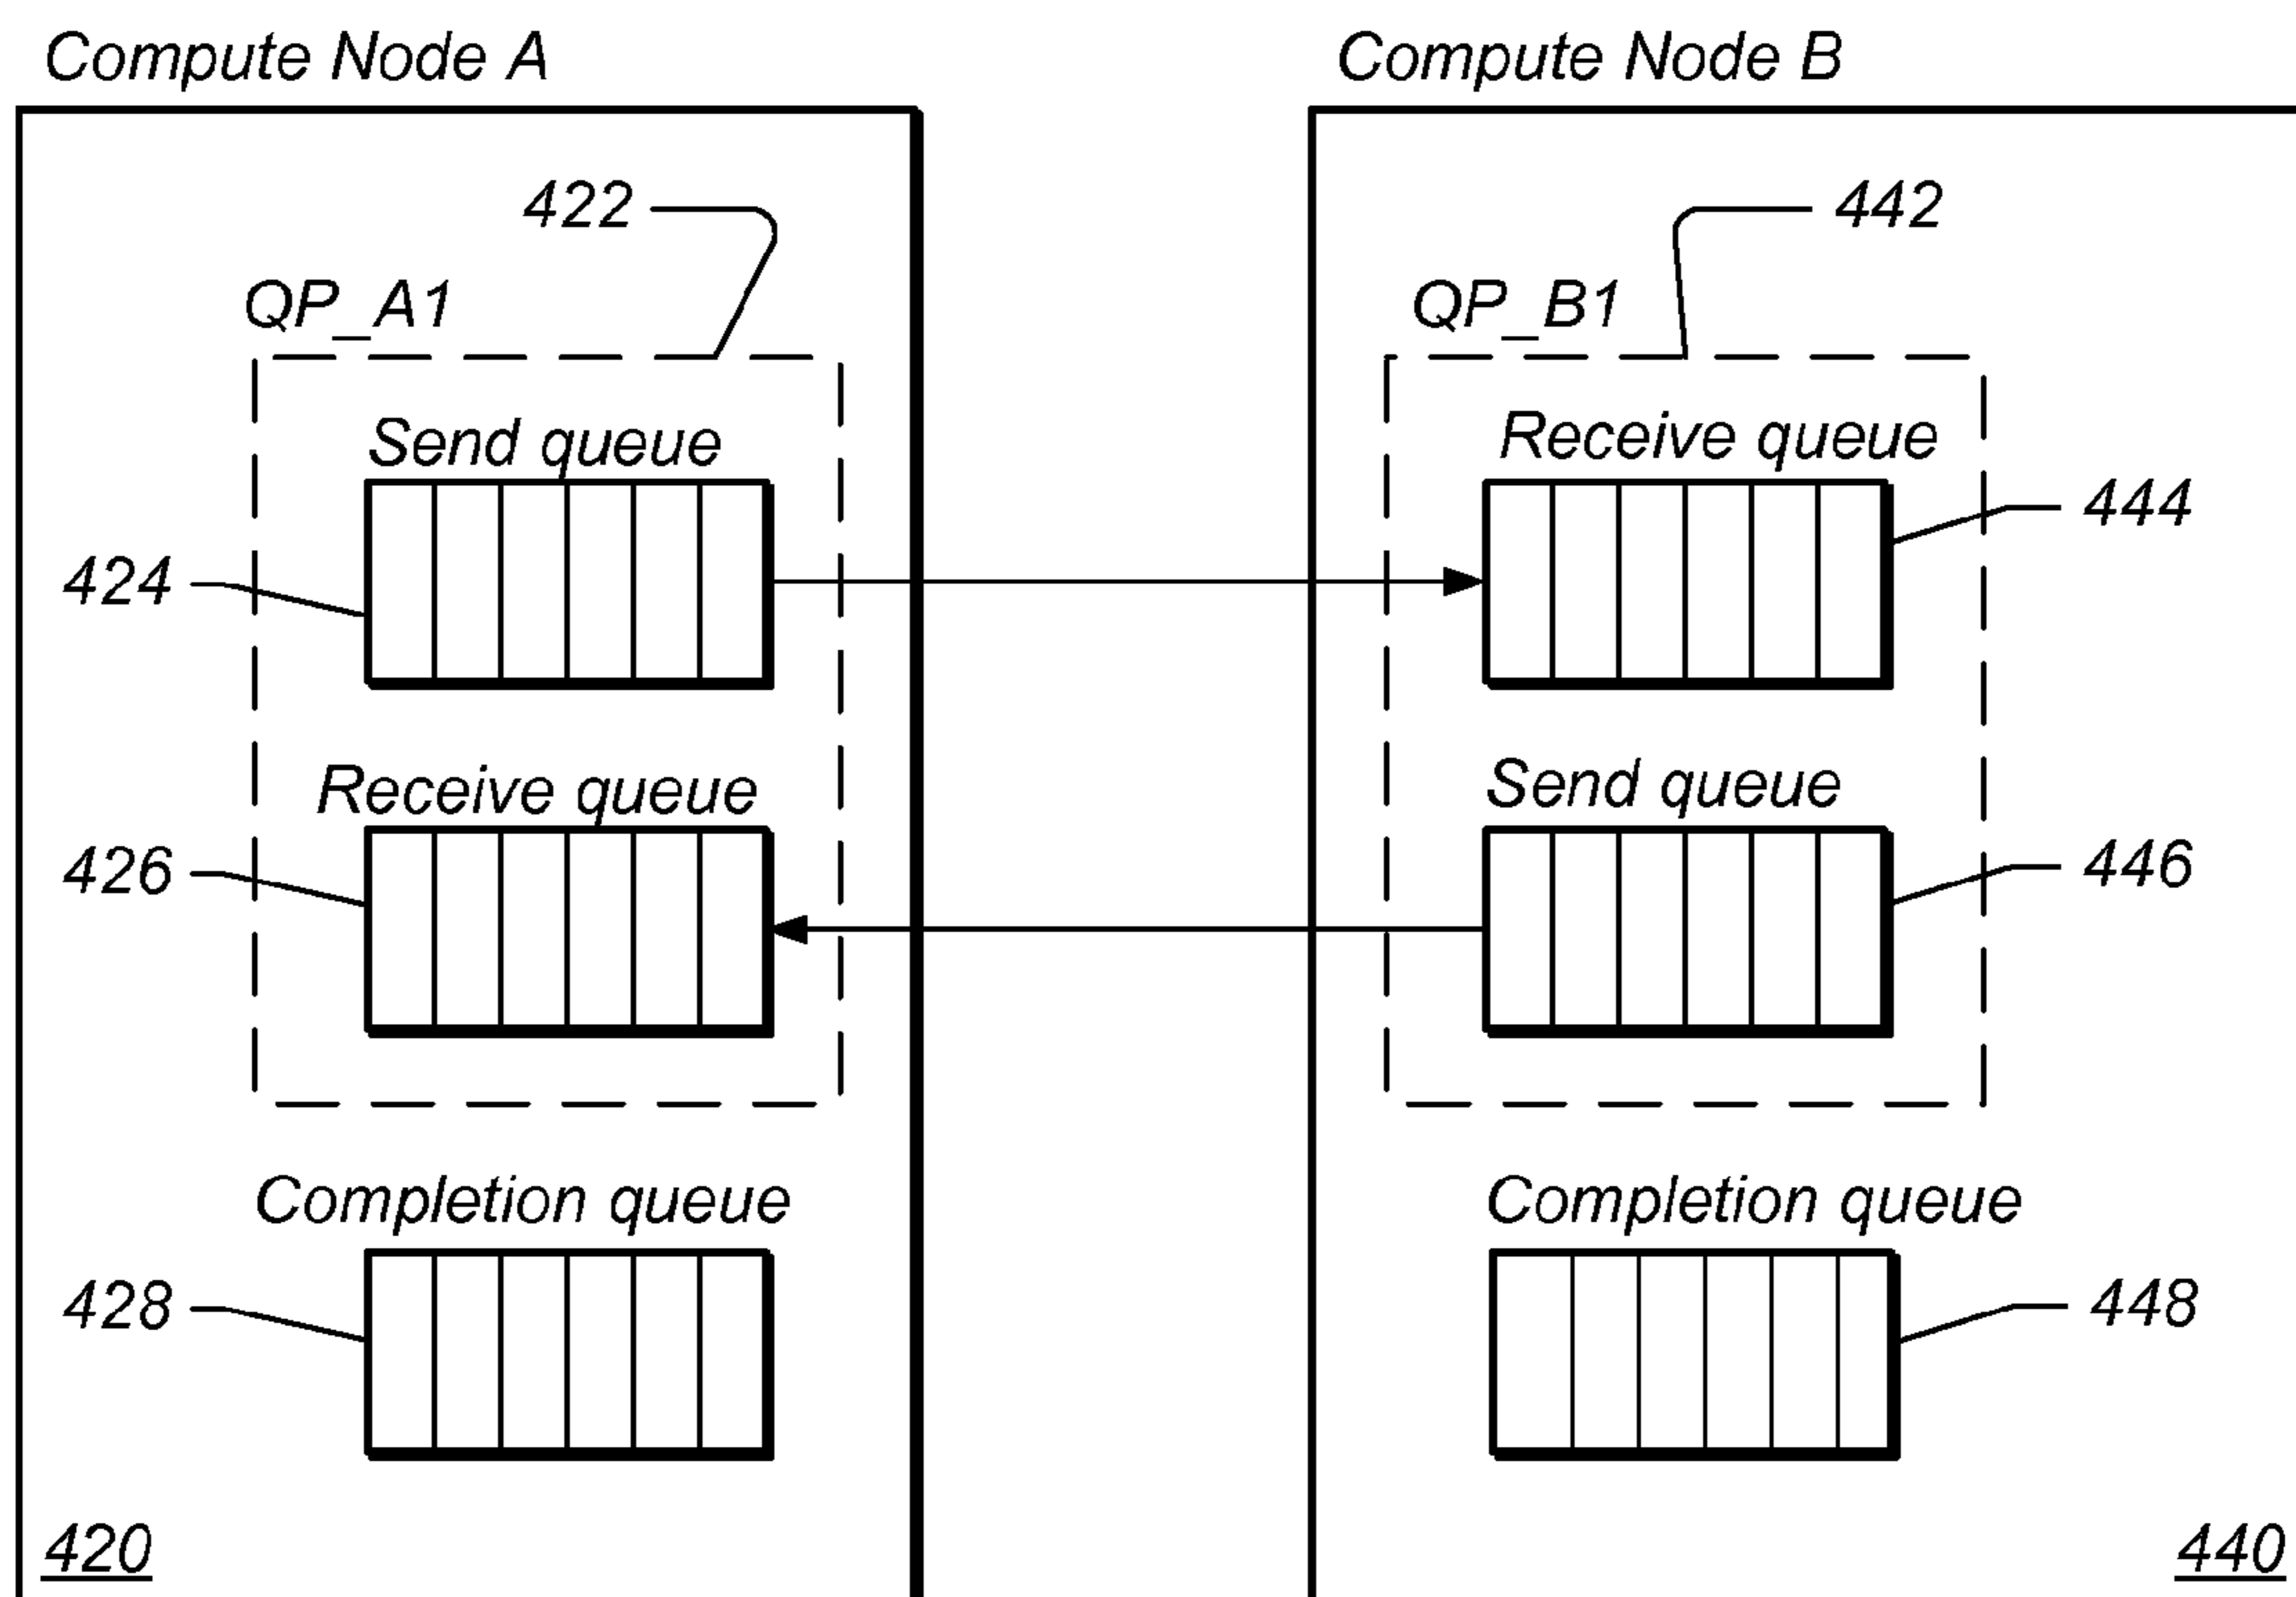 Compute Node A
Compute Node B
422
442
QP_A1
QP_B1
Send queue
Receive queue
444
424
Receive queue
Send queue
426
446
Completion queue
Completion queue
428
448
420
440